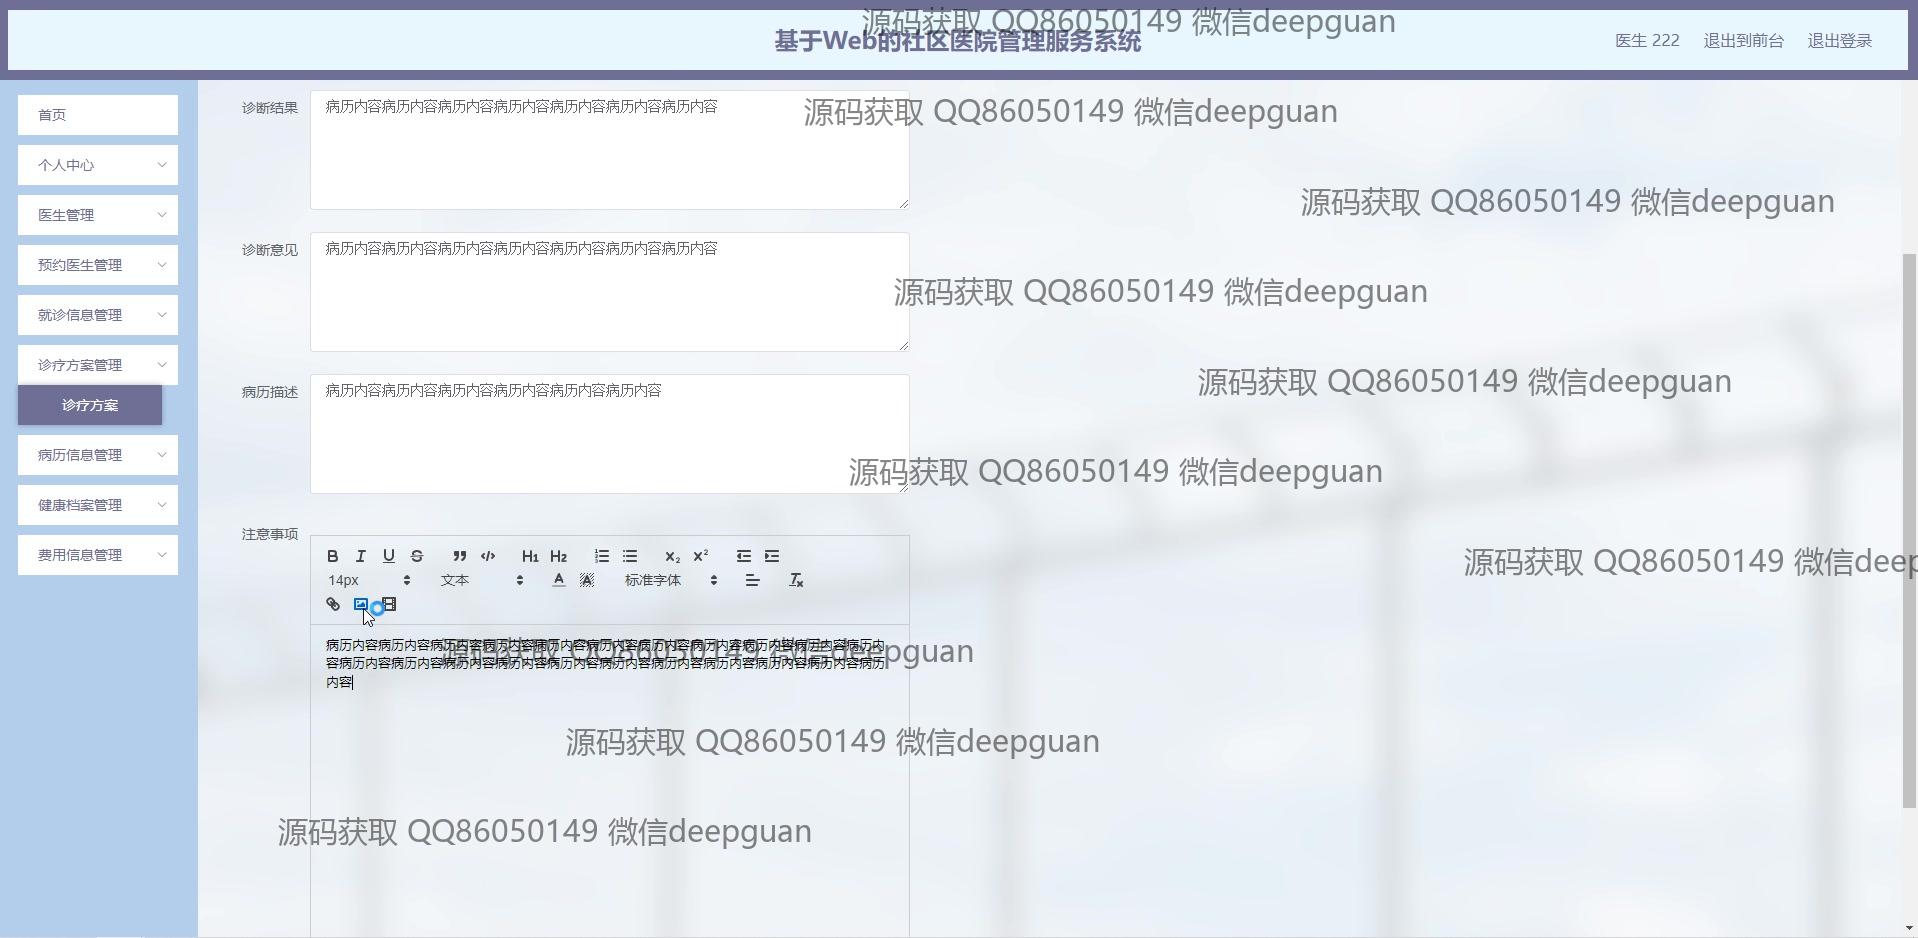 源码获取 QQ86050149 微信deepguan
基于Web的社区医院管理服务系统
医生 222
退出到前台
退出登录
首页
个人中心
医生管理
预约医生管理
就诊信息管理
诊疗方案管理
诊疗方案
病历信息管理
健康档案管理
费用信息管理
诊断结果
病历内容病历内容病历内容病历内容病历内容病历内容病历内容
源码获取 QQ86050149 微信deepguan
源码获取 QQ86050149 微信deepguan
诊断意见
病历内容病历内容病历内容病历内容病历内容病历内容病历内容
源码获取 QQ86050149 微信deepguan
病历描述
病历内容病历内容病历内容病历内容病历内容病历内容
源码获取 QQ86050149 微信deepguan
源码获取 QQ86050149 微信deepguan
注意事项
B I U S H1 H2 X2 X2
14px 文本 A A 标准字体 Tx
源码获取 QQ86050149 微信deep
病历内容病历内容病历内容病历内容病历内容病历内容病历内容病历内容病历内容病历内容病历内
容病历内容病历内容病历内容病历内容病历内容病历内容病历内容病历内容病历内容病历内容病历
内容
源码获取 QQ86050149 微信deepguan
源码获取 QQ86050149 微信deepguan
源码获取 QQ86050149 微信deepguan